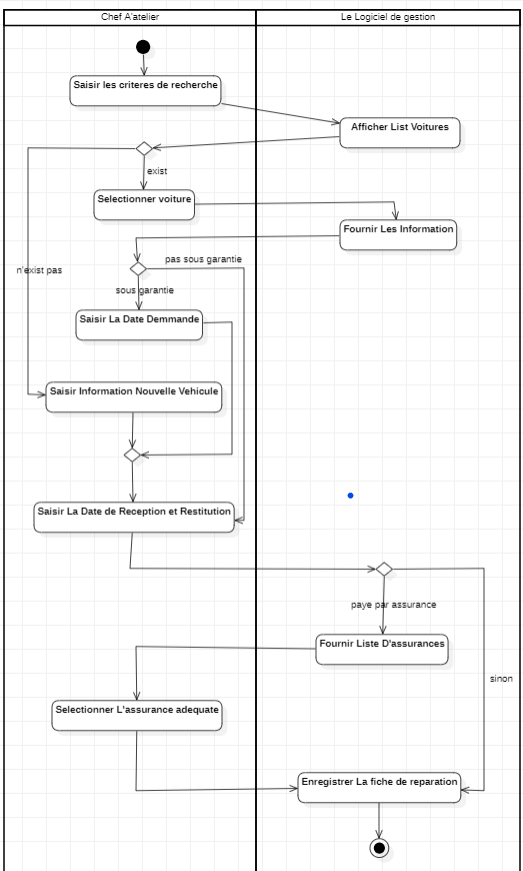 Chef A'atelier
Le Logiciel de gestion
Saisir les criteres de recherche
Afficher List Voitures
exist
Selectionner voiture
Fournir Les Information
pas sous garantie
n'exist pas
sous garantie
Saisir La Date Demmande
Saisir Information Nouvelle Vehicule
Saisir La Date de Reception et Restitution
paye par assurance
Fournir Liste D'assurances
sinon
Selectionner L'assurance adequate
Enregistrer La fiche de reparation